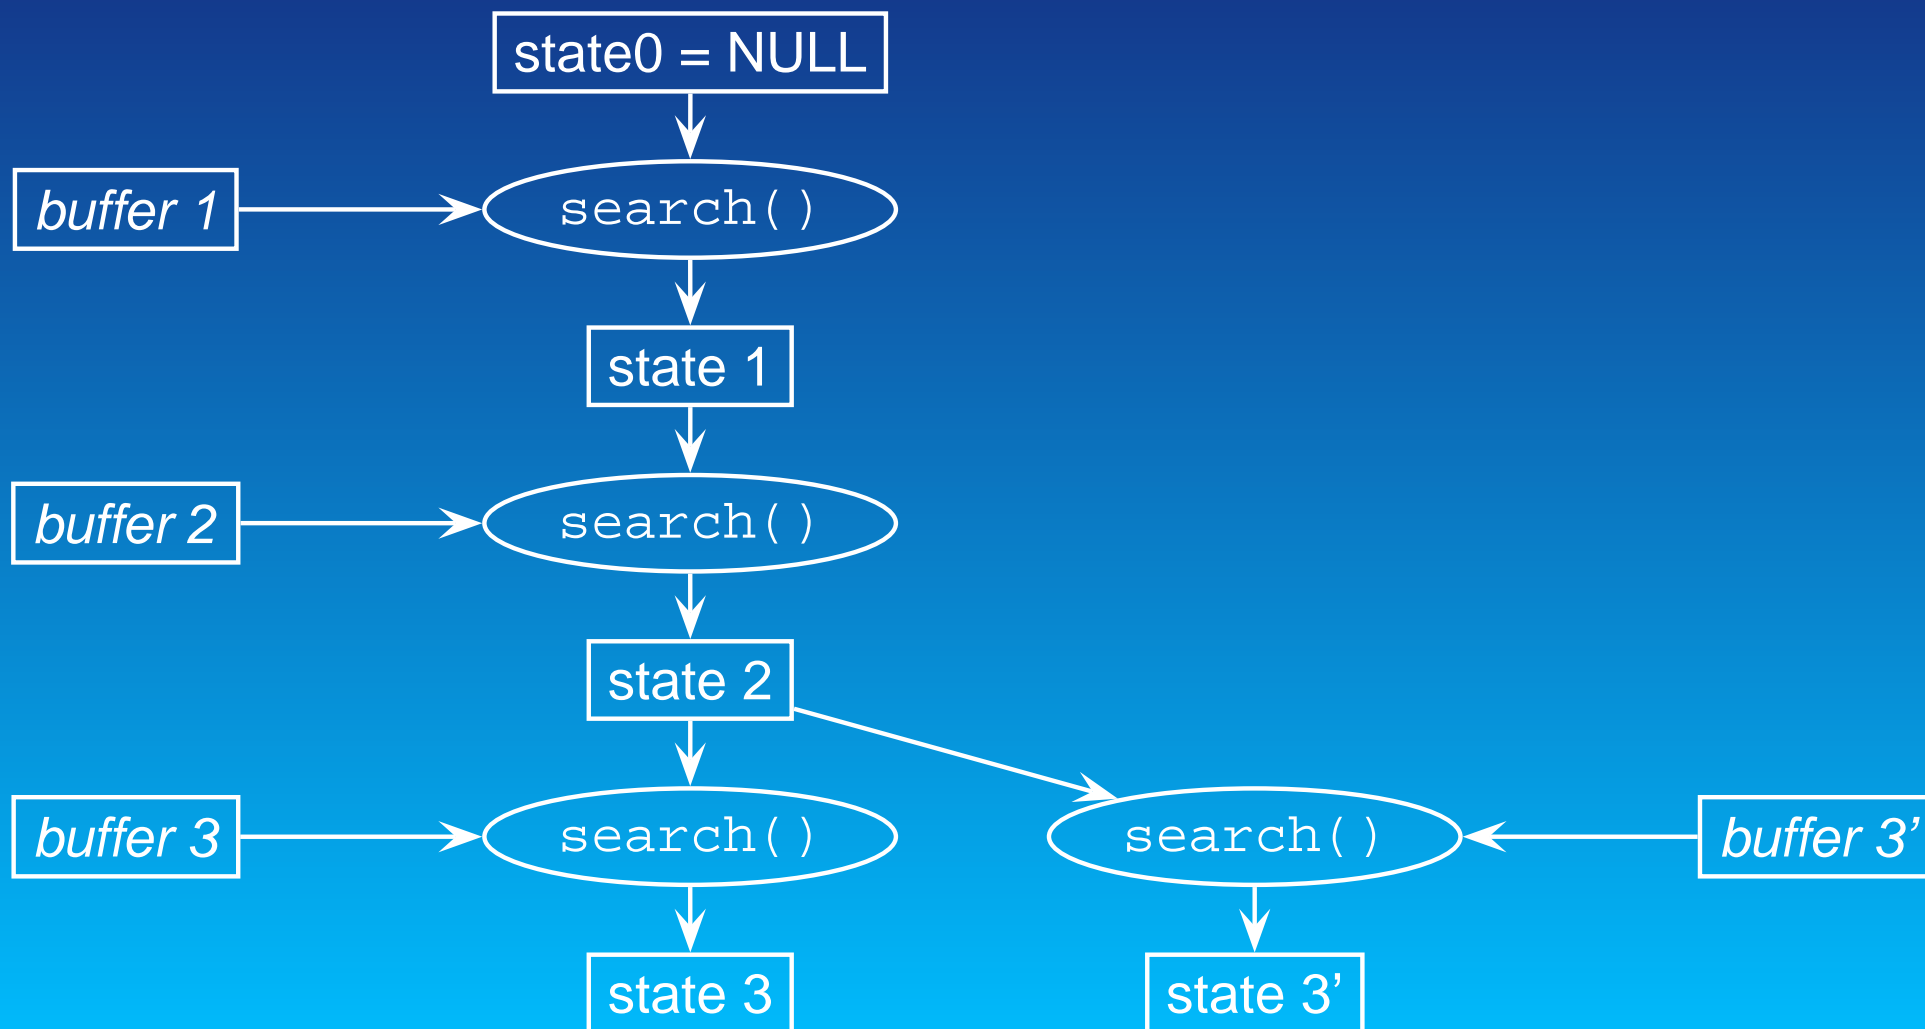 state0 = NULL
buffer 1
search()
state 1
buffer 2
search()
state 2
buffer 3
search()
search()
buffer 3’
state 3
state 3’